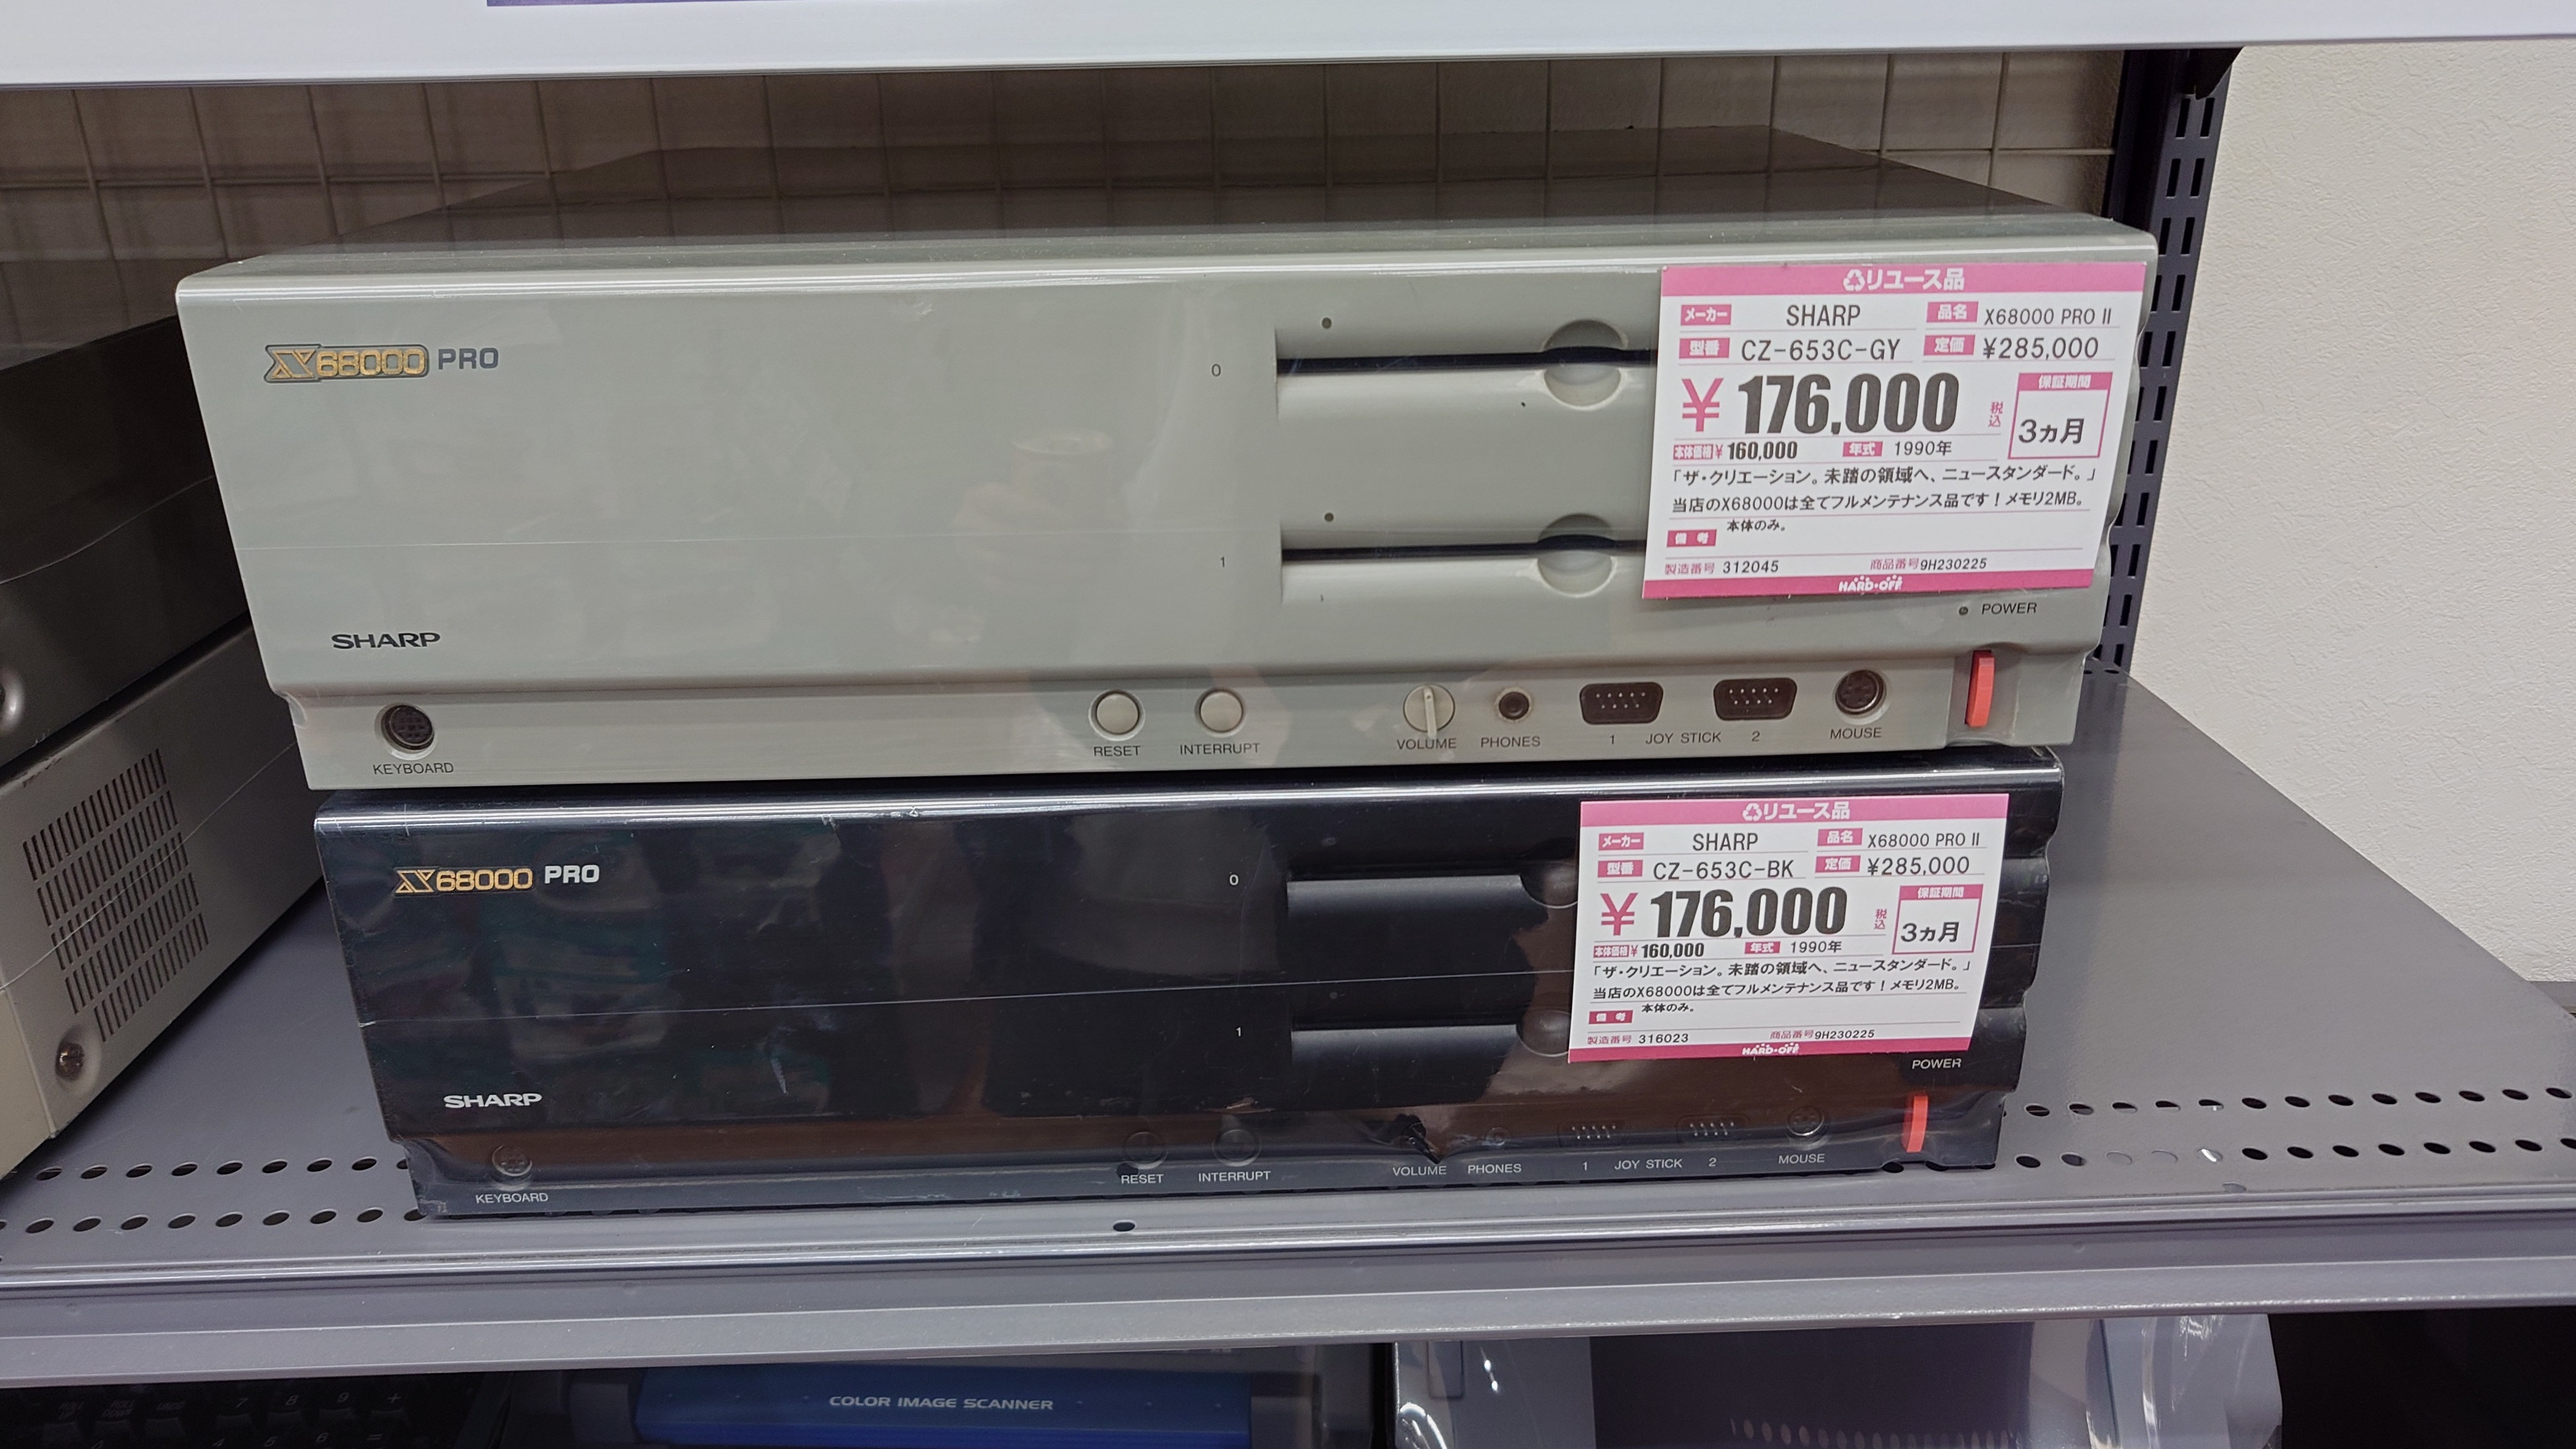 リユース品
メーカー SHARP 品名 X68000 PRO II
型番 CZ-653C-GY 定価 ¥285,000
¥176,000 税込 保証期間 3ヵ月
本体価格¥160,000 年式 1990年
「ザ・クリエーション。未踏の領域へ、ニュースタンダード。」
当店のX68000は全てフルメンテナンス品です！メモリ2MB。
備考 本体のみ。
製造番号 312045 商品番号9H230225
HARD・OFF
X68000 PRO
0
1
SHARP
POWER
KEYBOARD RESET INTERRUPT VOLUME PHONES 1 JOY STICK 2 MOUSE
リユース品
メーカー SHARP 品名 X68000 PRO II
型番 CZ-653C-BK 定価 ¥285,000
¥176,000 税込 保証期間 3ヵ月
本体価格¥160,000 年式 1990年
「ザ・クリエーション。未踏の領域へ、ニュースタンダード。」
当店のX68000は全てフルメンテナンス品です！メモリ2MB。
備考 本体のみ。
製造番号 316023 商品番号9H230225
HARD・OFF
X68000 PRO
0
1
SHARP
POWER
KEYBOARD RESET INTERRUPT VOLUME PHONES 1 JOY STICK 2 MOUSE
COLOR IMAGE SCANNER
7 8 9 +